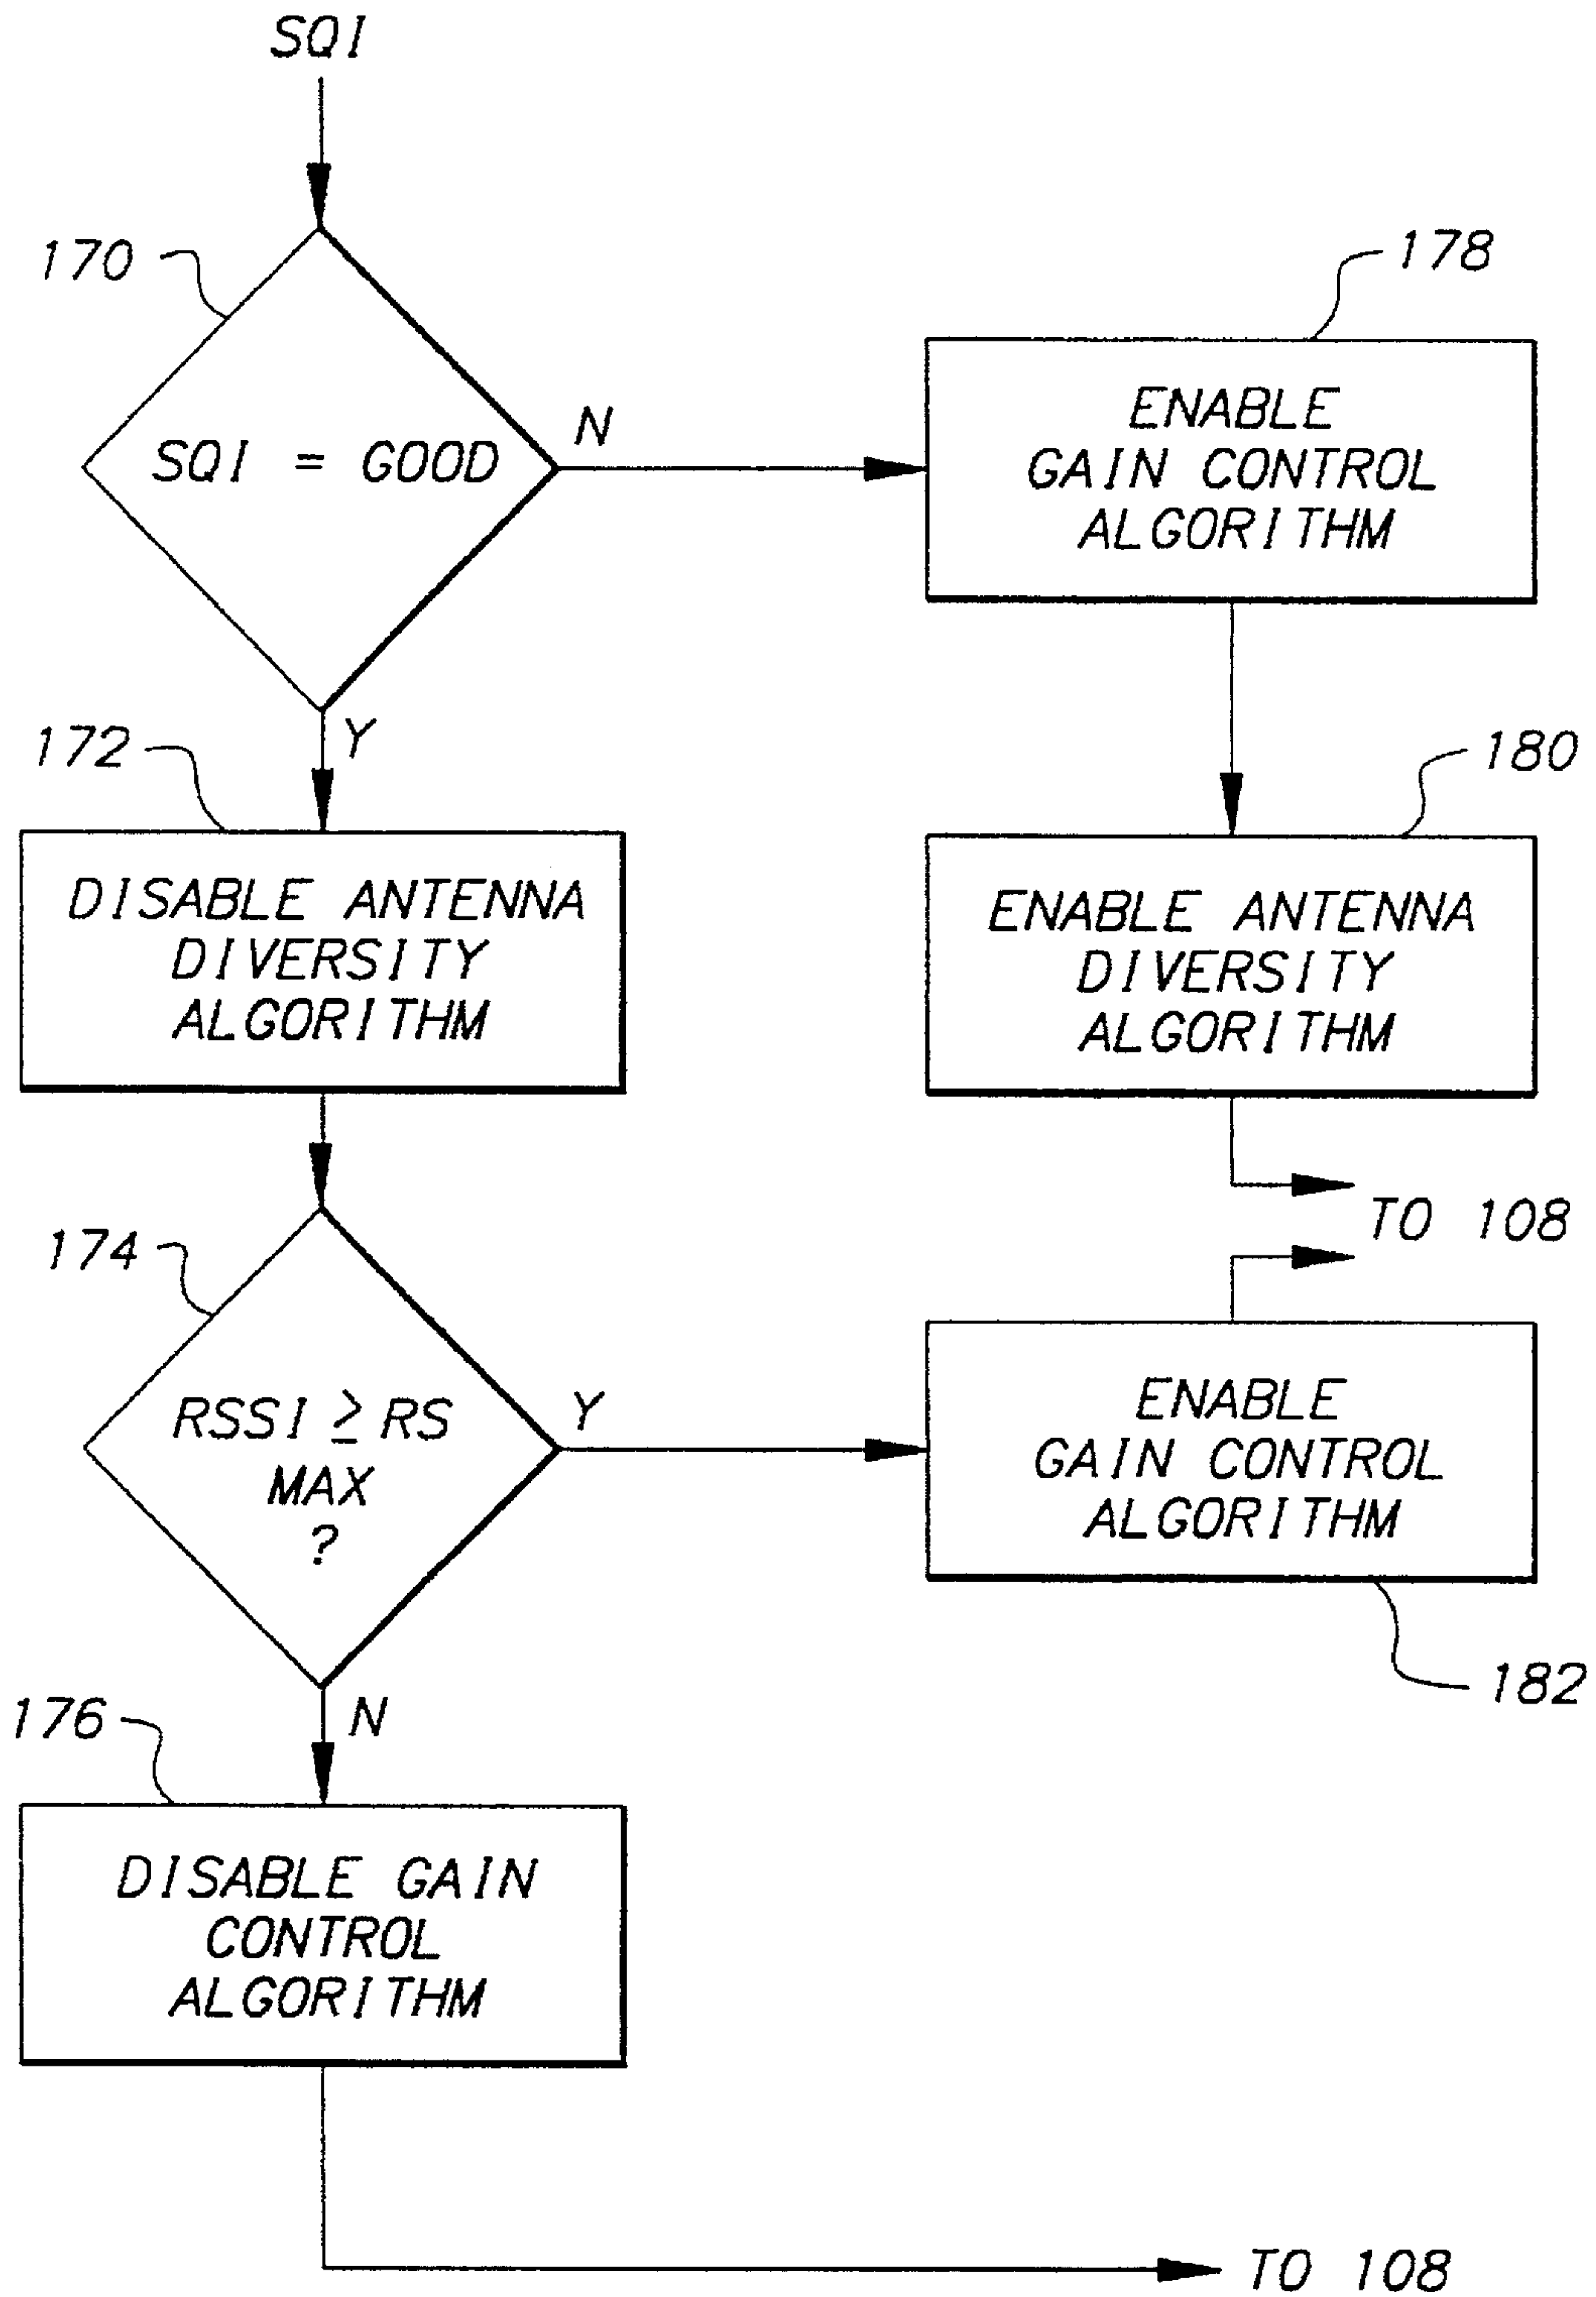 SQI
170
SQI = GOOD
N
178
ENABLE
GAIN CONTROL
ALGORITHM
Y
172
DISABLE ANTENNA
DIVERSITY
ALGORITHM
180
ENABLE ANTENNA
DIVERSITY
ALGORITHM
TO 108
174
RSSI ≥ RS
MAX
?
Y
ENABLE
GAIN CONTROL
ALGORITHM
182
N
176
DISABLE GAIN
CONTROL
ALGORITHM
TO 108